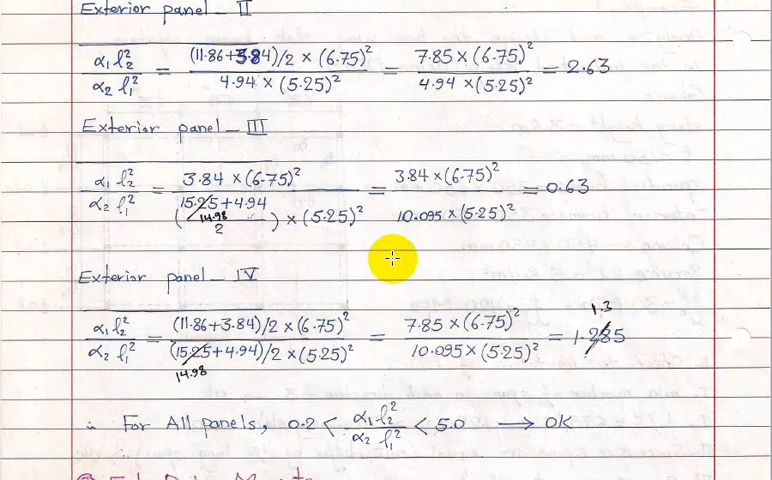 Exterior panel - II
α₁ l₂² / α₂ l₁² = (11.86+3.84)/2 × (6.75)² / 4.94 × (5.25)² = 7.85 × (6.75)² / 4.94 × (5.25)² = 2.63
Exterior panel - III
α₁ l₂² / α₂ l₁² = 3.84 × (6.75)² / (15.25+4.94 / 2) × (5.25)² = 3.84 × (6.75)² / 10.095 × (5.25)² = 0.63
14.98
Exterior panel - IV
1.3
α₁ l₂² / α₂ l₁² = (11.86+3.84)/2 × (6.75)² / (15.25+4.94)/2 × (5.25)² = 7.85 × (6.75)² / 10.095 × (5.25)² = 1.285
14.98
∴ For All panels, 0.2 < α₁ l₂² / α₂ l₁² < 5.0 → OK